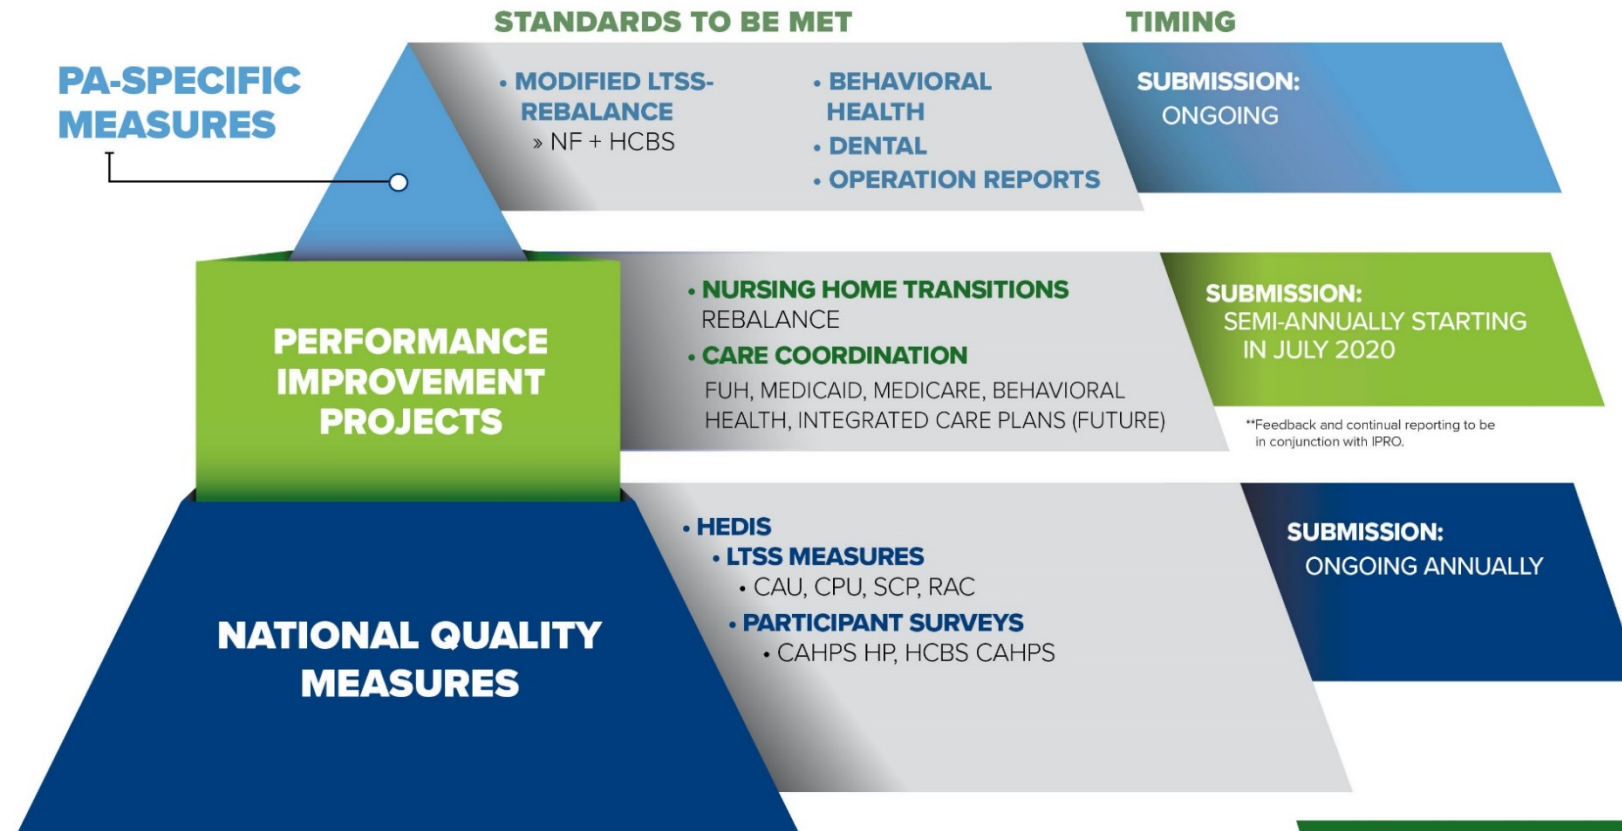 STANDARDS TO BE MET
TIMING
PA-SPECIFIC
MEASURES
• MODIFIED LTSS-
REBALANCE
» NF + HCBS
• BEHAVIORAL
HEALTH
• DENTAL
• OPERATION REPORTS
SUBMISSION:
ONGOING
PERFORMANCE
IMPROVEMENT
PROJECTS
• NURSING HOME TRANSITIONS
REBALANCE
• CARE COORDINATION
FUH, MEDICAID, MEDICARE, BEHAVIORAL
HEALTH, INTEGRATED CARE PLANS (FUTURE)
SUBMISSION:
SEMI-ANNUALLY STARTING
IN JULY 2020
**Feedback and continual reporting to be
in conjunction with IPRO.
NATIONAL QUALITY
MEASURES
• HEDIS
• LTSS MEASURES
• CAU, CPU, SCP, RAC
• PARTICIPANT SURVEYS
• CAHPS HP, HCBS CAHPS
SUBMISSION:
ONGOING ANNUALLY